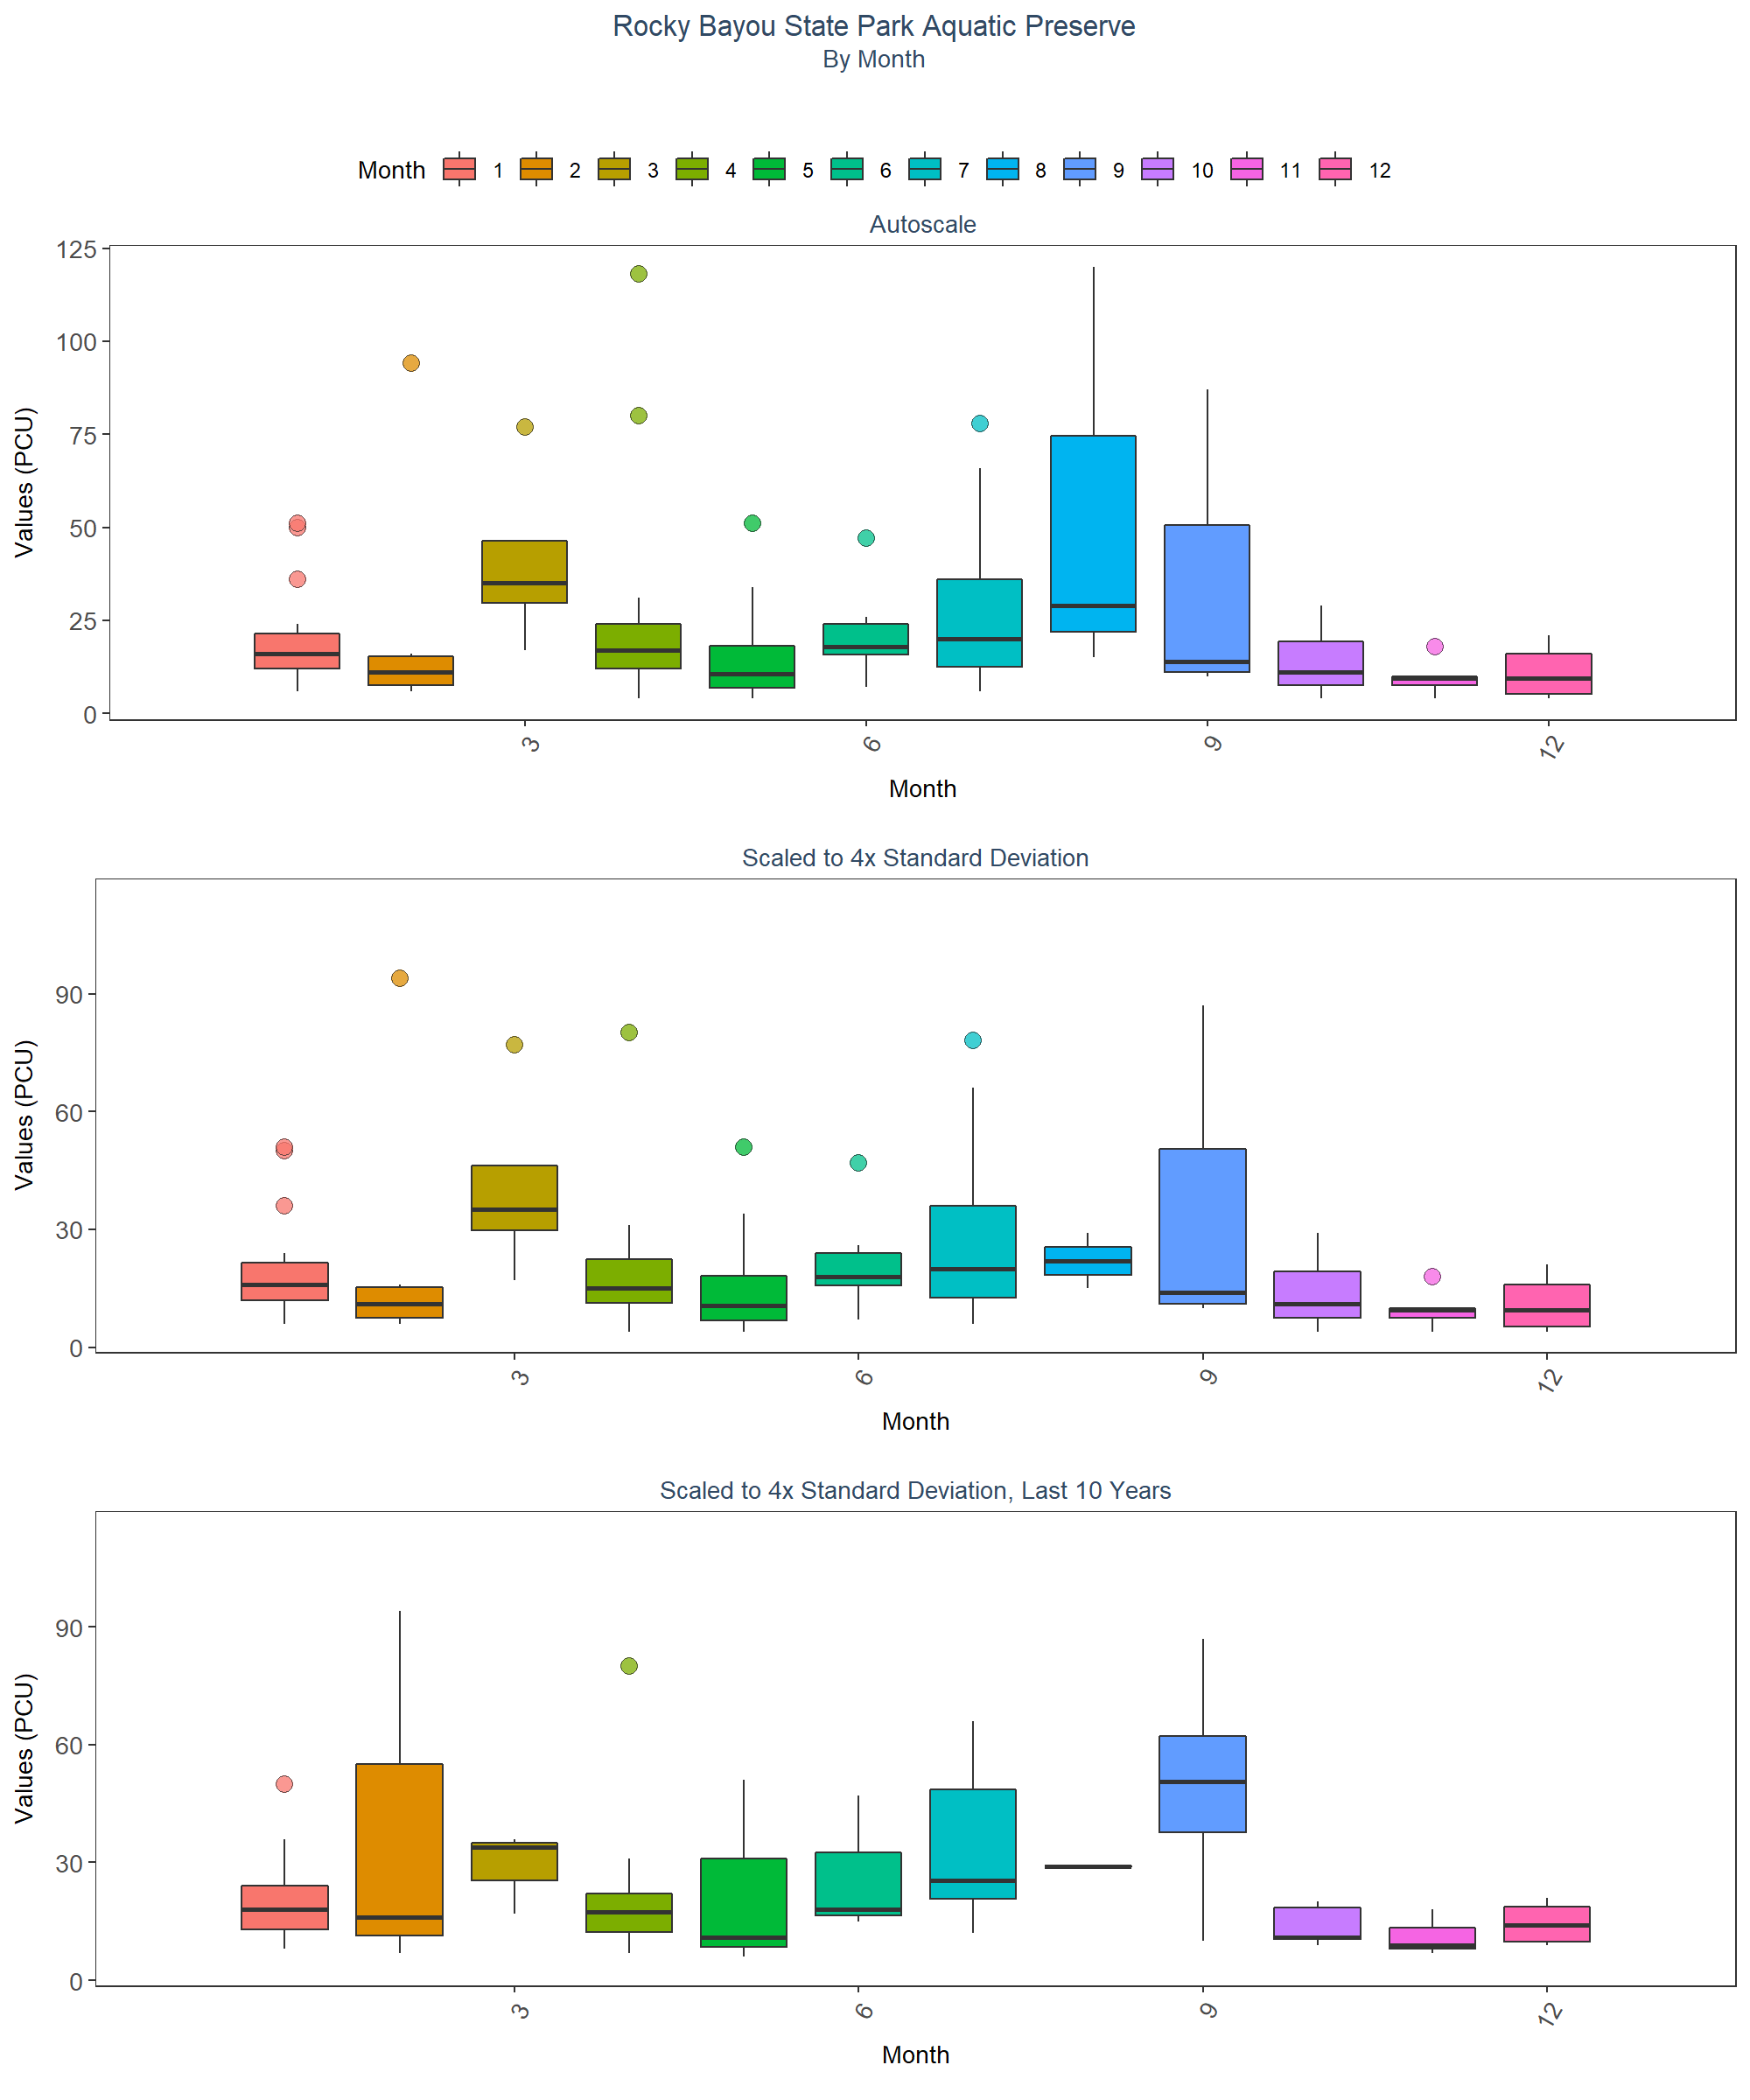 Rocky Bayou State Park Aquatic Preserve
By Month
Month 1 2 3 4 5 6 7 8 9 10 11 12
Autoscale
Values (PCU)
125
100
75
50
25
0
3 6 9 12
Month
Scaled to 4x Standard Deviation
Values (PCU)
90
60
30
0
3 6 9 12
Month
Scaled to 4x Standard Deviation, Last 10 Years
Values (PCU)
90
60
30
0
3 6 9 12
Month